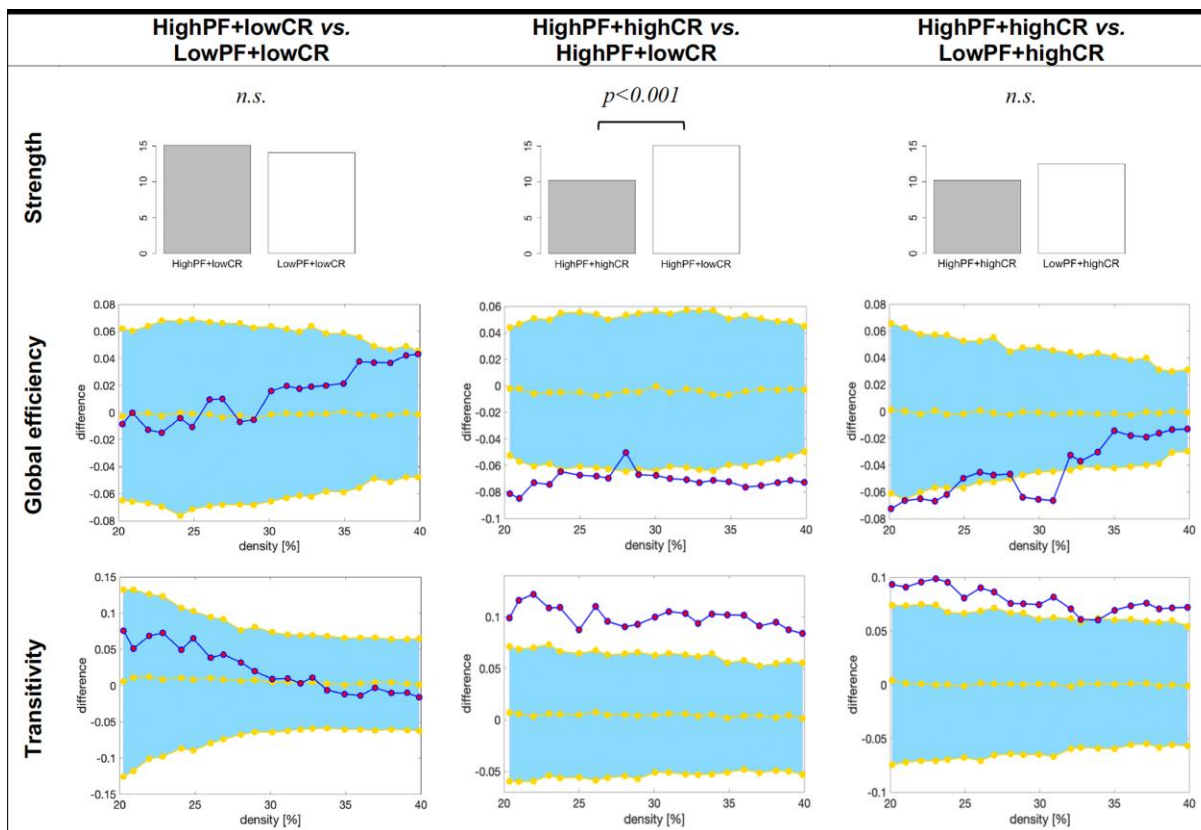 HighPF+lowCR vs.
LowPF+lowCR
HighPF+highCR vs.
HighPF+lowCR
HighPF+highCR vs.
LowPF+highCR
Strength
n.s.
15
10
5
0
HighPF+lowCR
LowPF+lowCR
p<0.001
15
10
5
0
HighPF+highCR
HighPF+lowCR
n.s.
15
10
5
0
HighPF+highCR
LowPF+highCR
Global efficiency
difference
0.08
0.06
0.04
0.02
0
-0.02
-0.04
-0.06
-0.08
20 25 30 35 40
density [%]
difference
0.06
0.04
0.02
0
-0.02
-0.04
-0.06
-0.08
-0.1
20 25 30 35 40
density [%]
difference
0.08
0.06
0.04
0.02
0
-0.02
-0.04
-0.06
-0.08
20 25 30 35 40
density [%]
Transitivity
difference
0.15
0.1
0.05
0
-0.05
-0.1
-0.15
20 25 30 35 40
density [%]
difference
0.1
0.05
0
-0.05
20 25 30 35 40
density [%]
difference
0.1
0.05
0
-0.05
-0.1
20 25 30 35 40
density [%]